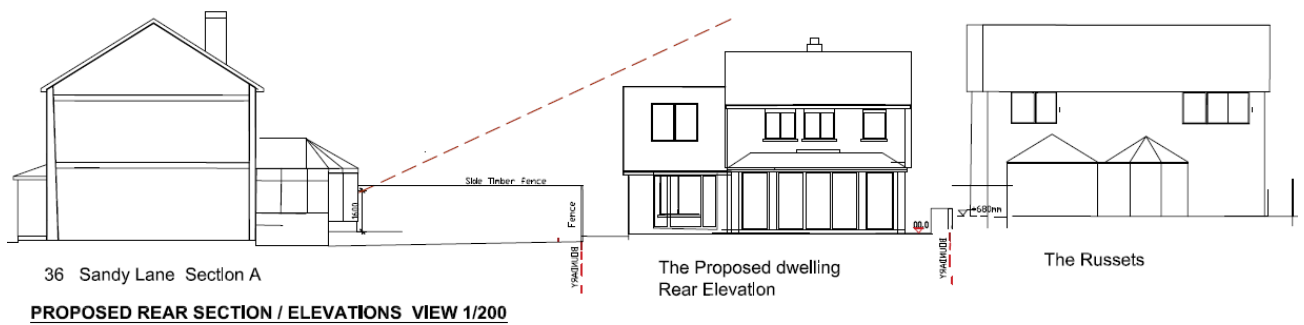 Side Timber fence
1600
Fence
BOUNDARY
00.0
+680mm
BOUNDARY
36 Sandy Lane Section A
The Proposed dwelling
Rear Elevation
The Russets
PROPOSED REAR SECTION / ELEVATIONS VIEW 1/200